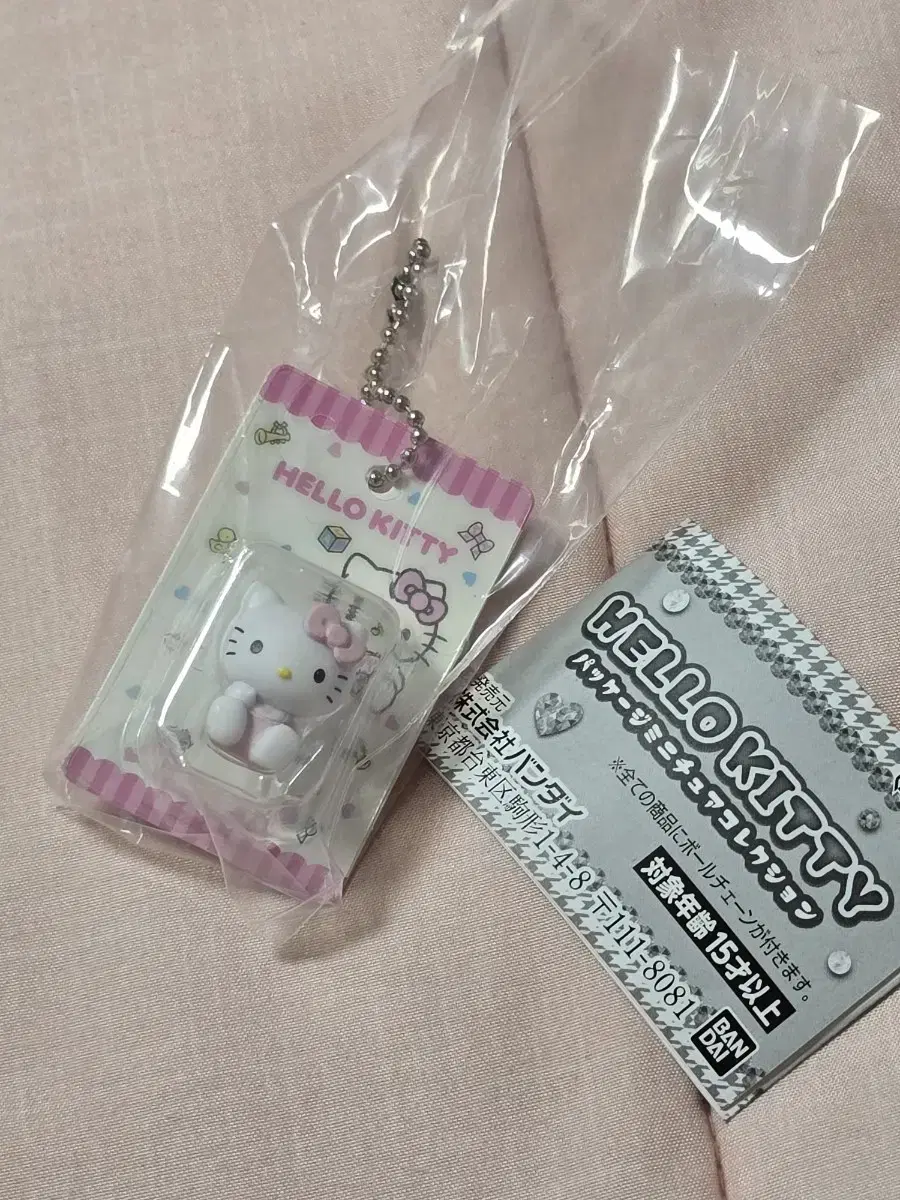 HELLO KITTY
HELLO KITTY
パッケージミニチュアコレクション
※全ての商品にボールチェーンが付きます。
対象年齢15才以上
発売元
株式会社バンダイ
東京都台東区駒形1-4-8 〒111-8081
BAN
DAI